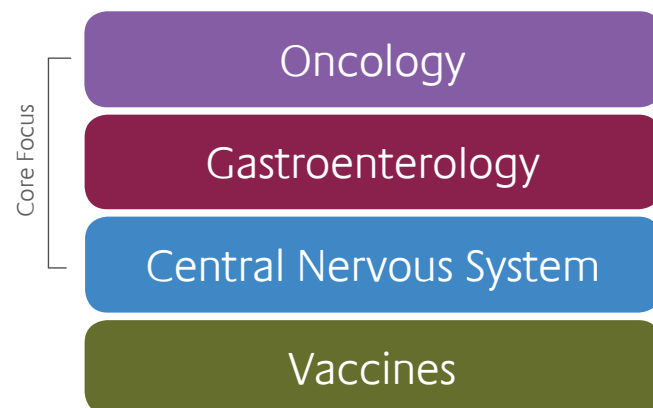 Core Focus
Oncology
Gastroenterology
Central Nervous System
Vaccines